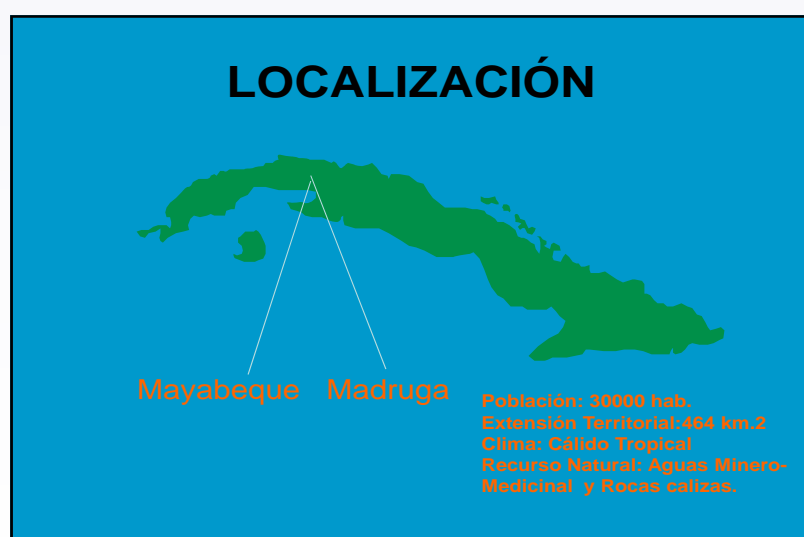 LOCALIZACIÓN
Mayabeque Madruga
Población: 30000 hab.
Extensión Territorial:464 km.2
Clima: Cálido Tropical
Recurso Natural: Aguas Minero-
Medicinal y Rocas calizas.